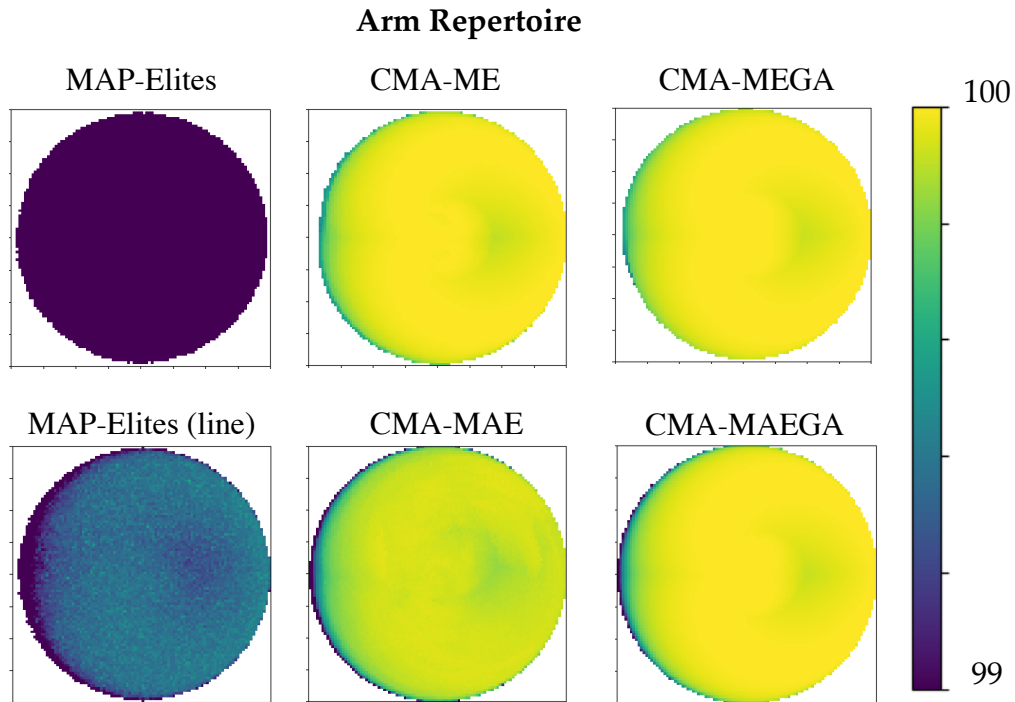 Arm Repertoire
MAP-Elites
CMA-ME
CMA-MEGA
100
MAP-Elites (line)
CMA-MAE
CMA-MAEGA
99